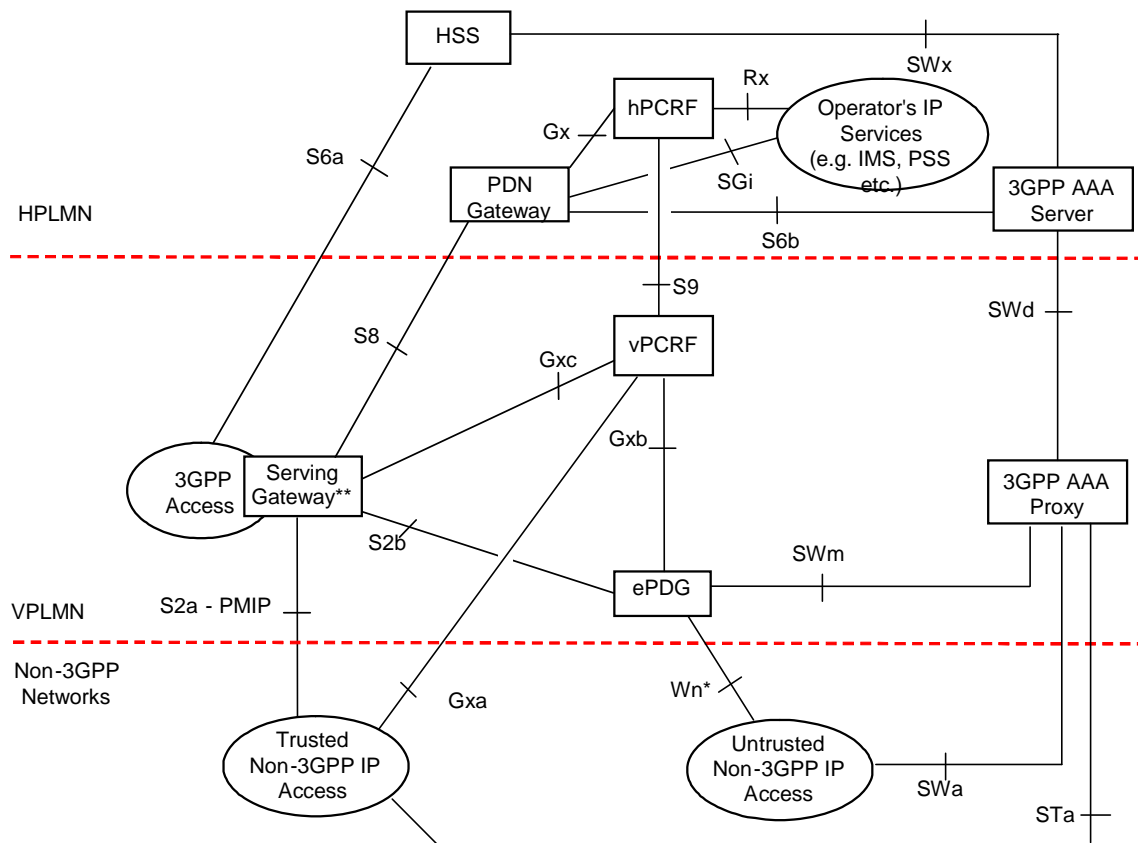 HSS
SWx
hPCRF
Rx
Operator's IP
Services
(e.g. IMS, PSS
etc.)
Gx
S6a
SGi
PDN
Gateway
3GPP AAA
Server
HPLMN
S6b
S9
SWd
S8
vPCRF
Gxc
Gxb
3GPP
Access
Serving
Gateway**
3GPP AAA
Proxy
S2b
SWm
ePDG
S2a - PMIP
VPLMN
Non-3GPP
Networks
Gxa
Wn*
Trusted
Non-3GPP IP
Access
Untrusted
Non-3GPP IP
Access
SWa
STa